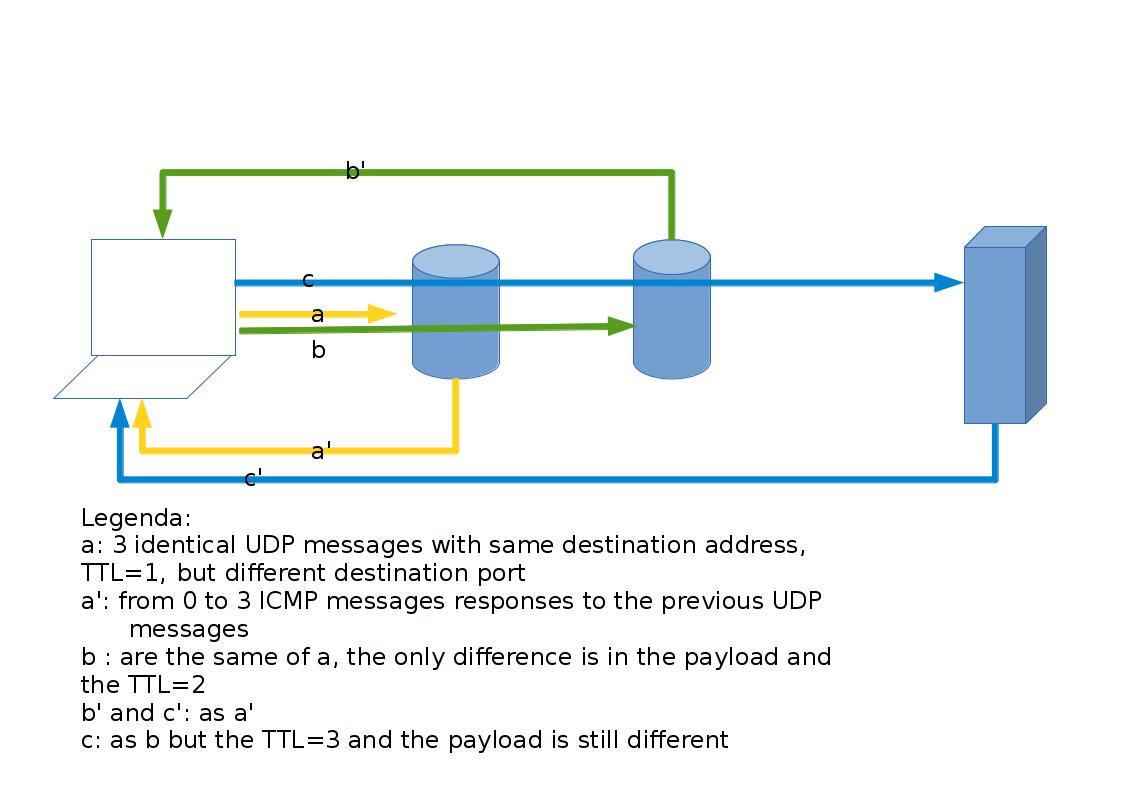 b'
c
a
b
a'
c'
Legenda:
a: 3 identical UDP messages with same destination address,
TTL=1, but different destination port
a': from 0 to 3 ICMP messages responses to the previous UDP
messages
b : are the same of a, the only difference is in the payload and
the TTL=2
b' and c': as a'
c: as b but the TTL=3 and the payload is still different